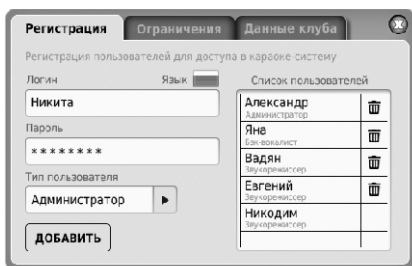 Регистрация Ограничения Данные клуба
Регистрация пользователей для доступа в караоке-систему
Логин Язык
Никита
Пароль
* * * * * * * *
Тип пользователя
Администратор
ДОБАВИТЬ
Список пользователей
Александр
Администратор
Яна
Бэк-вокалист
Вадян
Звукорежиссер
Евгений
Звукорежиссер
Никодим
Звукорежиссер